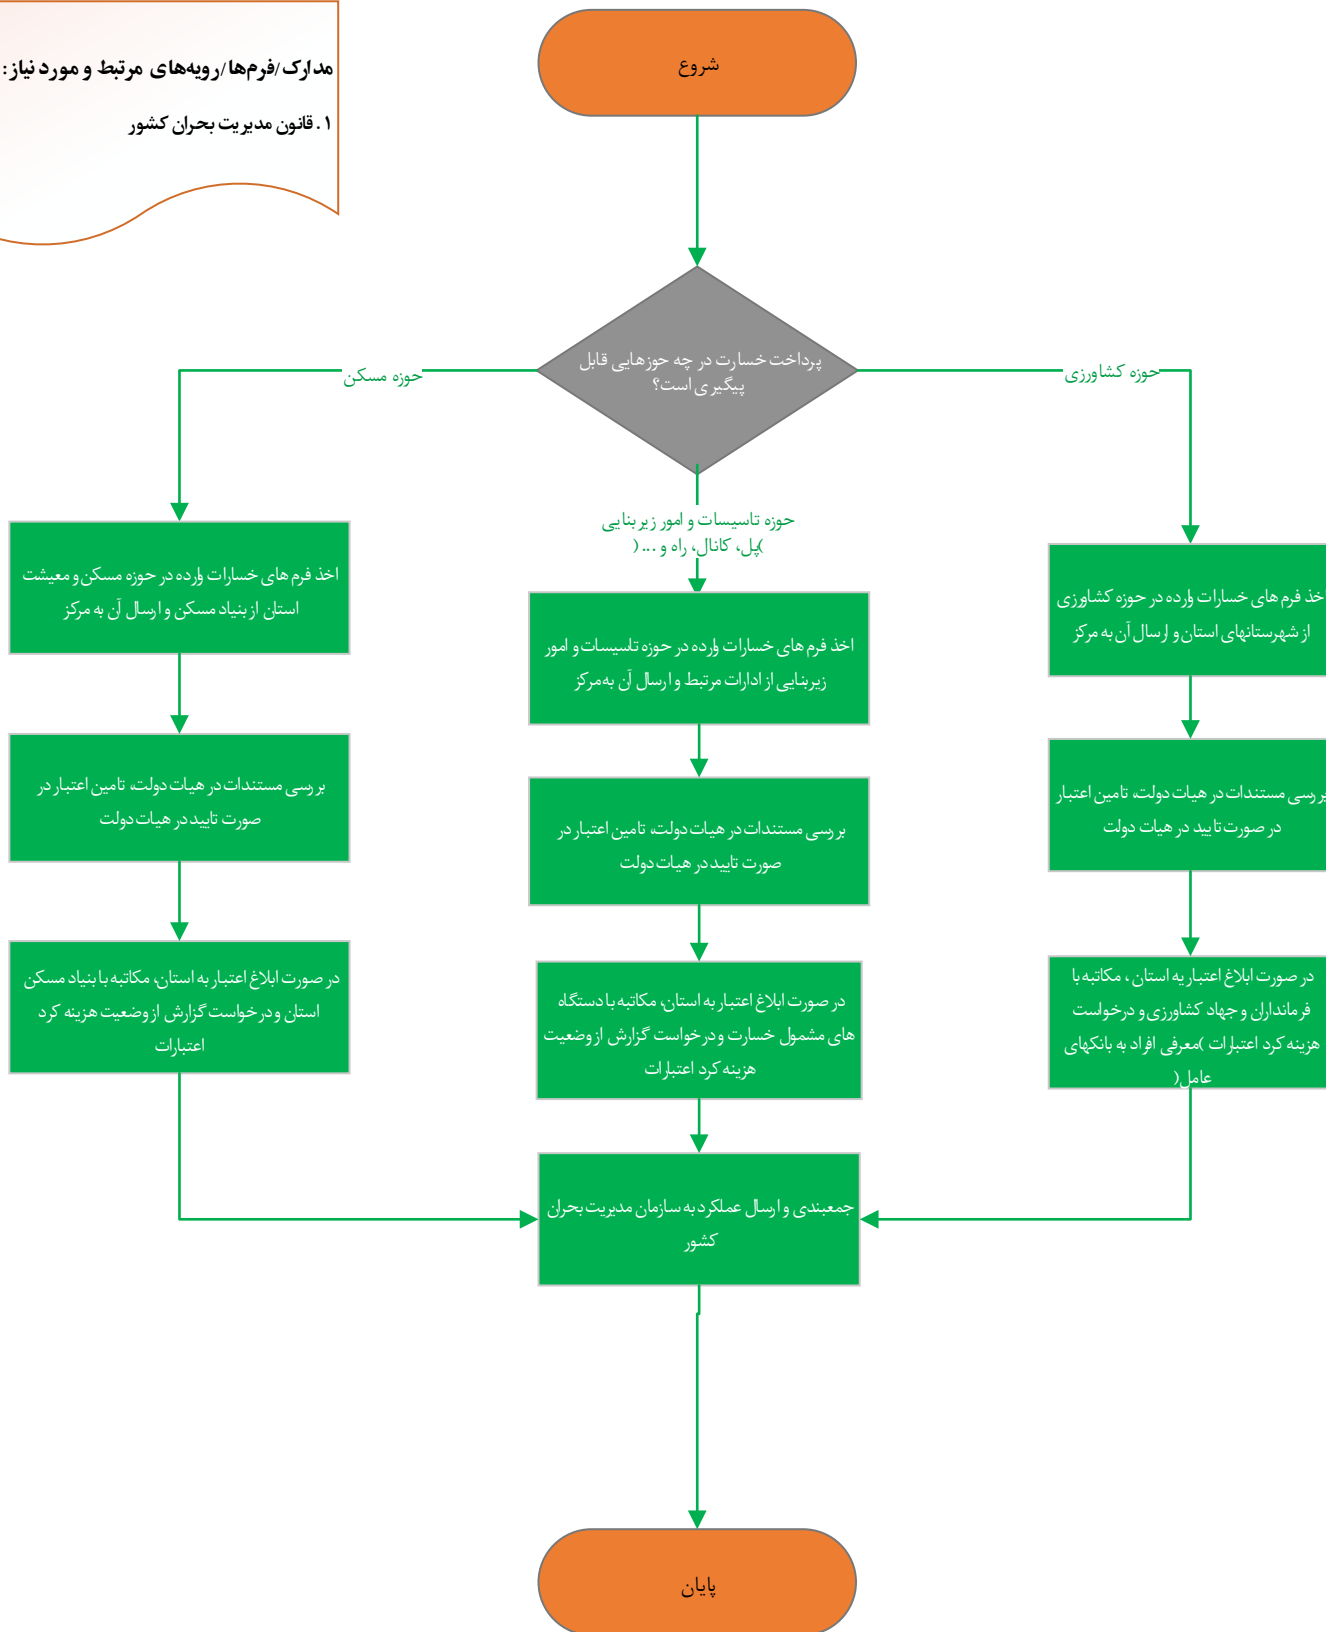 مدارک/فرم‌ها/رویه‌های مرتبط و مورد نیاز:
۱. قانون مدیریت بحران کشور
شروع
پرداخت خسارت در چه حوزهایی قابل
پیگیری است؟
حوزه کشاورزی
حوزه تاسیسات و امور زیربنایی
)پل، کانال، راه و ...(
حوزه مسکن
اخذ فرم های خسارات وارده در حوزه کشاورزی
از شهرستانهای استان و ارسال آن به مرکز
بررسی مستندات در هیات دولت، تامین اعتبار
در صورت تایید در هیات دولت
در صورت ابلاغ اعتبار یه استان ، مکاتبه با
فرمانداران و جهاد کشاورزی و درخواست
هزینه کرد اعتبارات )معرفی افراد به بانکهای
عامل(
اخذ فرم های خسارات وارده در حوزه تاسیسات و امور
زیربنایی از ادارات مرتبط و ارسال آن به مرکز
بررسی مستندات در هیات دولت، تامین اعتبار در
صورت تایید در هیات دولت
در صورت ابلاغ اعتبار به استان، مکاتبه با دستگاه
های مشمول خسارت و درخواست گزارش از وضعیت
هزینه کرد اعتبارات
اخذ فرم های خسارات وارده در حوزه مسکن و معیشت
استان از بنیاد مسکن و ارسال آن به مرکز
بررسی مستندات در هیات دولت، تامین اعتبار در
صورت تایید در هیات دولت
در صورت ابلاغ اعتبار به استان، مکاتبه با بنیاد مسکن
استان و درخواست گزارش از وضعیت هزینه کرد
اعتبارات
جمعبندی و ارسال عملکرد به سازمان مدیریت بحران
کشور
پایان